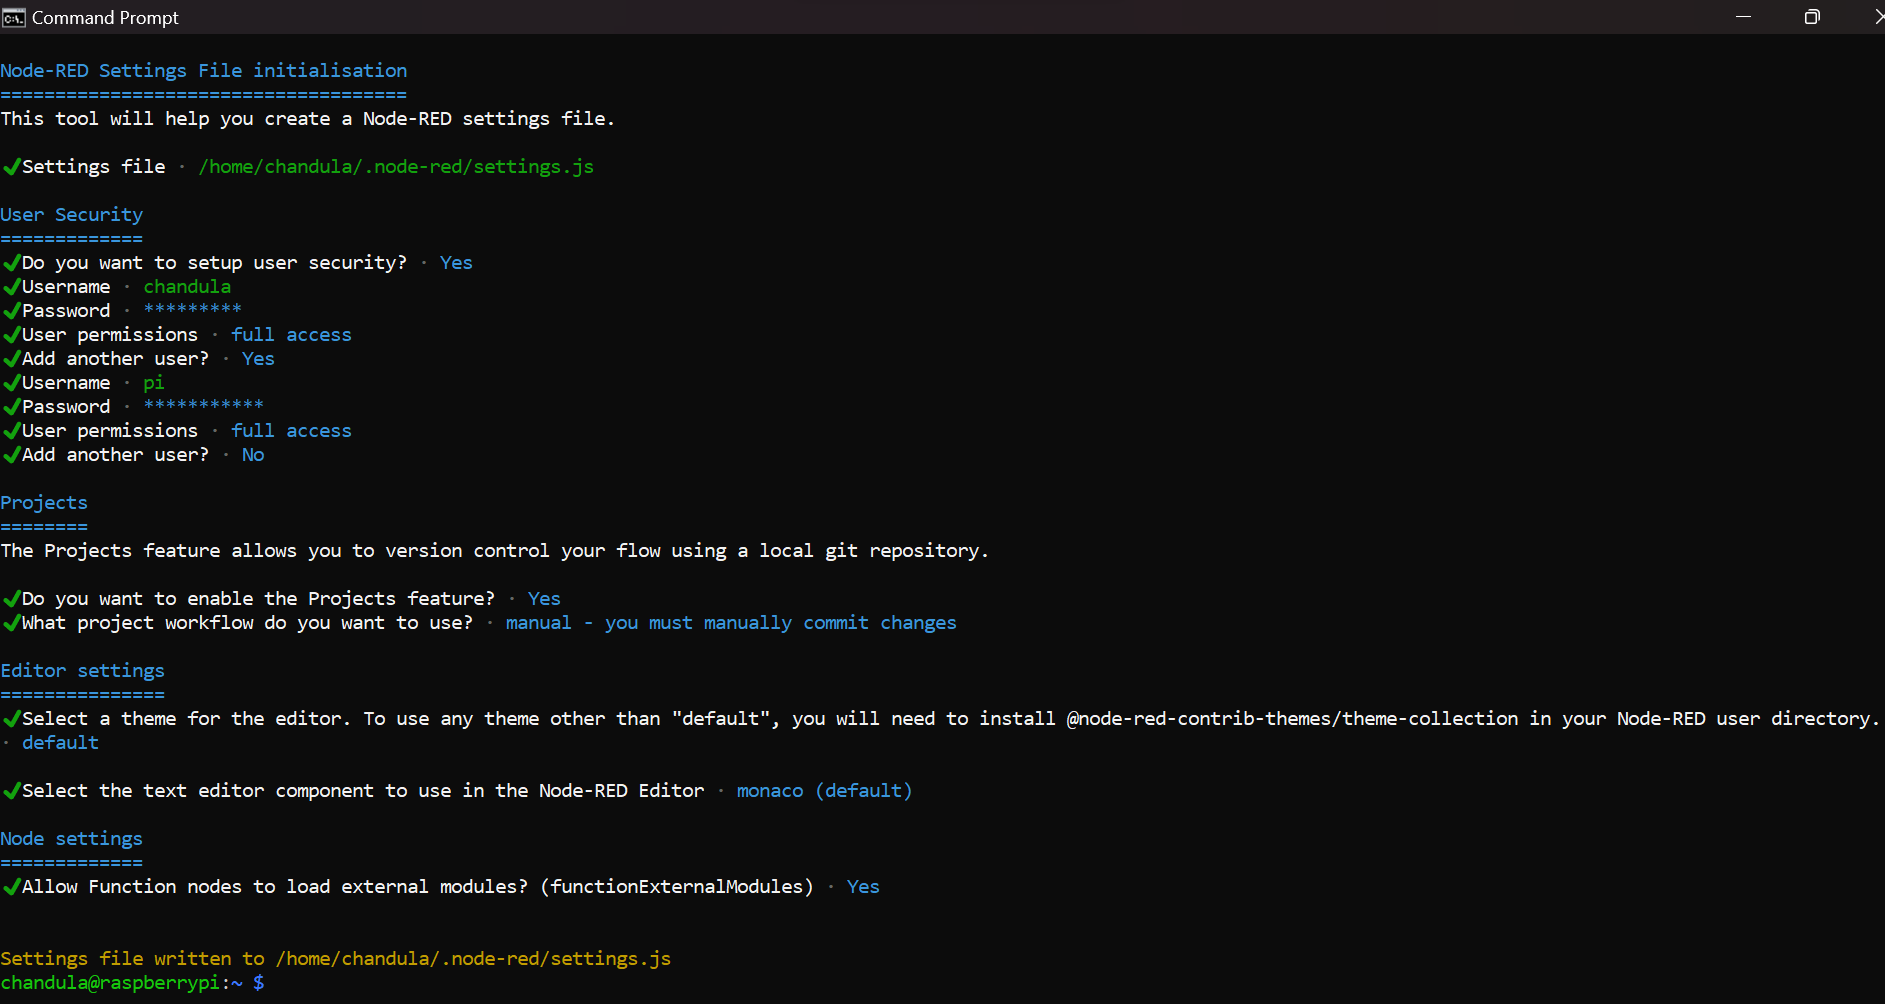 Command Prompt
Node-RED Settings File initialisation
=====================================
This tool will help you create a Node-RED settings file.
✔Settings file · /home/chandula/.node-red/settings.js
User Security
=============
✔Do you want to setup user security? · Yes
✔Username · chandula
✔Password · *********
✔User permissions · full access
✔Add another user? · Yes
✔Username · pi
✔Password · ***********
✔User permissions · full access
✔Add another user? · No
Projects
========
The Projects feature allows you to version control your flow using a local git repository.
✔Do you want to enable the Projects feature? · Yes
✔What project workflow do you want to use? · manual - you must manually commit changes
Editor settings
===============
✔Select a theme for the editor. To use any theme other than "default", you will need to install @node-red-contrib-themes/theme-collection in your Node-RED user directory.
· default
✔Select the text editor component to use in the Node-RED Editor · monaco (default)
Node settings
=============
✔Allow Function nodes to load external modules? (functionExternalModules) · Yes
Settings file written to /home/chandula/.node-red/settings.js
chandula@raspberrypi:~ $